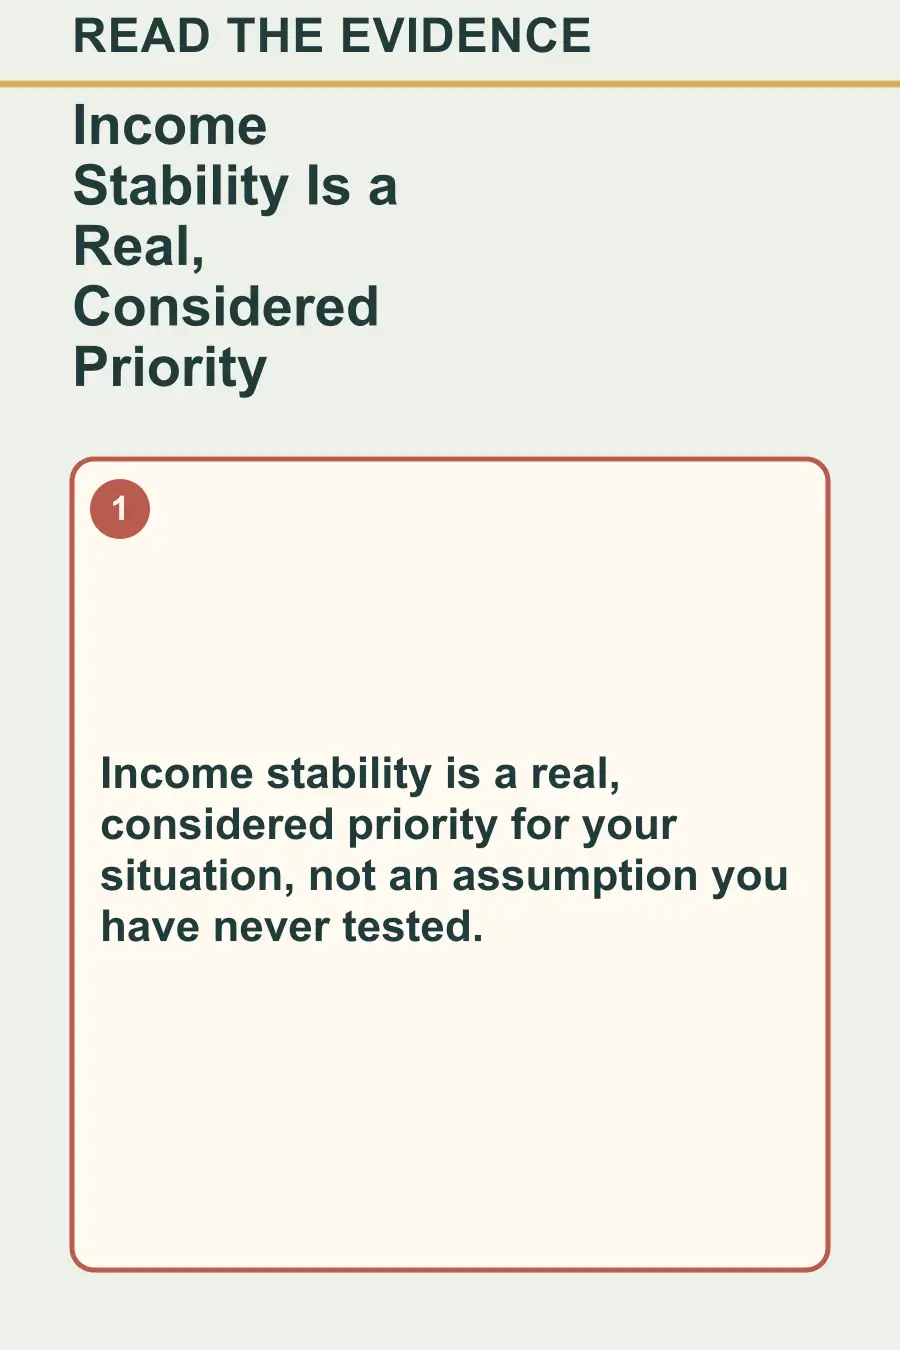 READ THE EVIDENCE
Income
Stability Is a
Real,
Considered
Priority
1
Income stability is a real,
considered priority for your
situation, not an assumption you
have never tested.